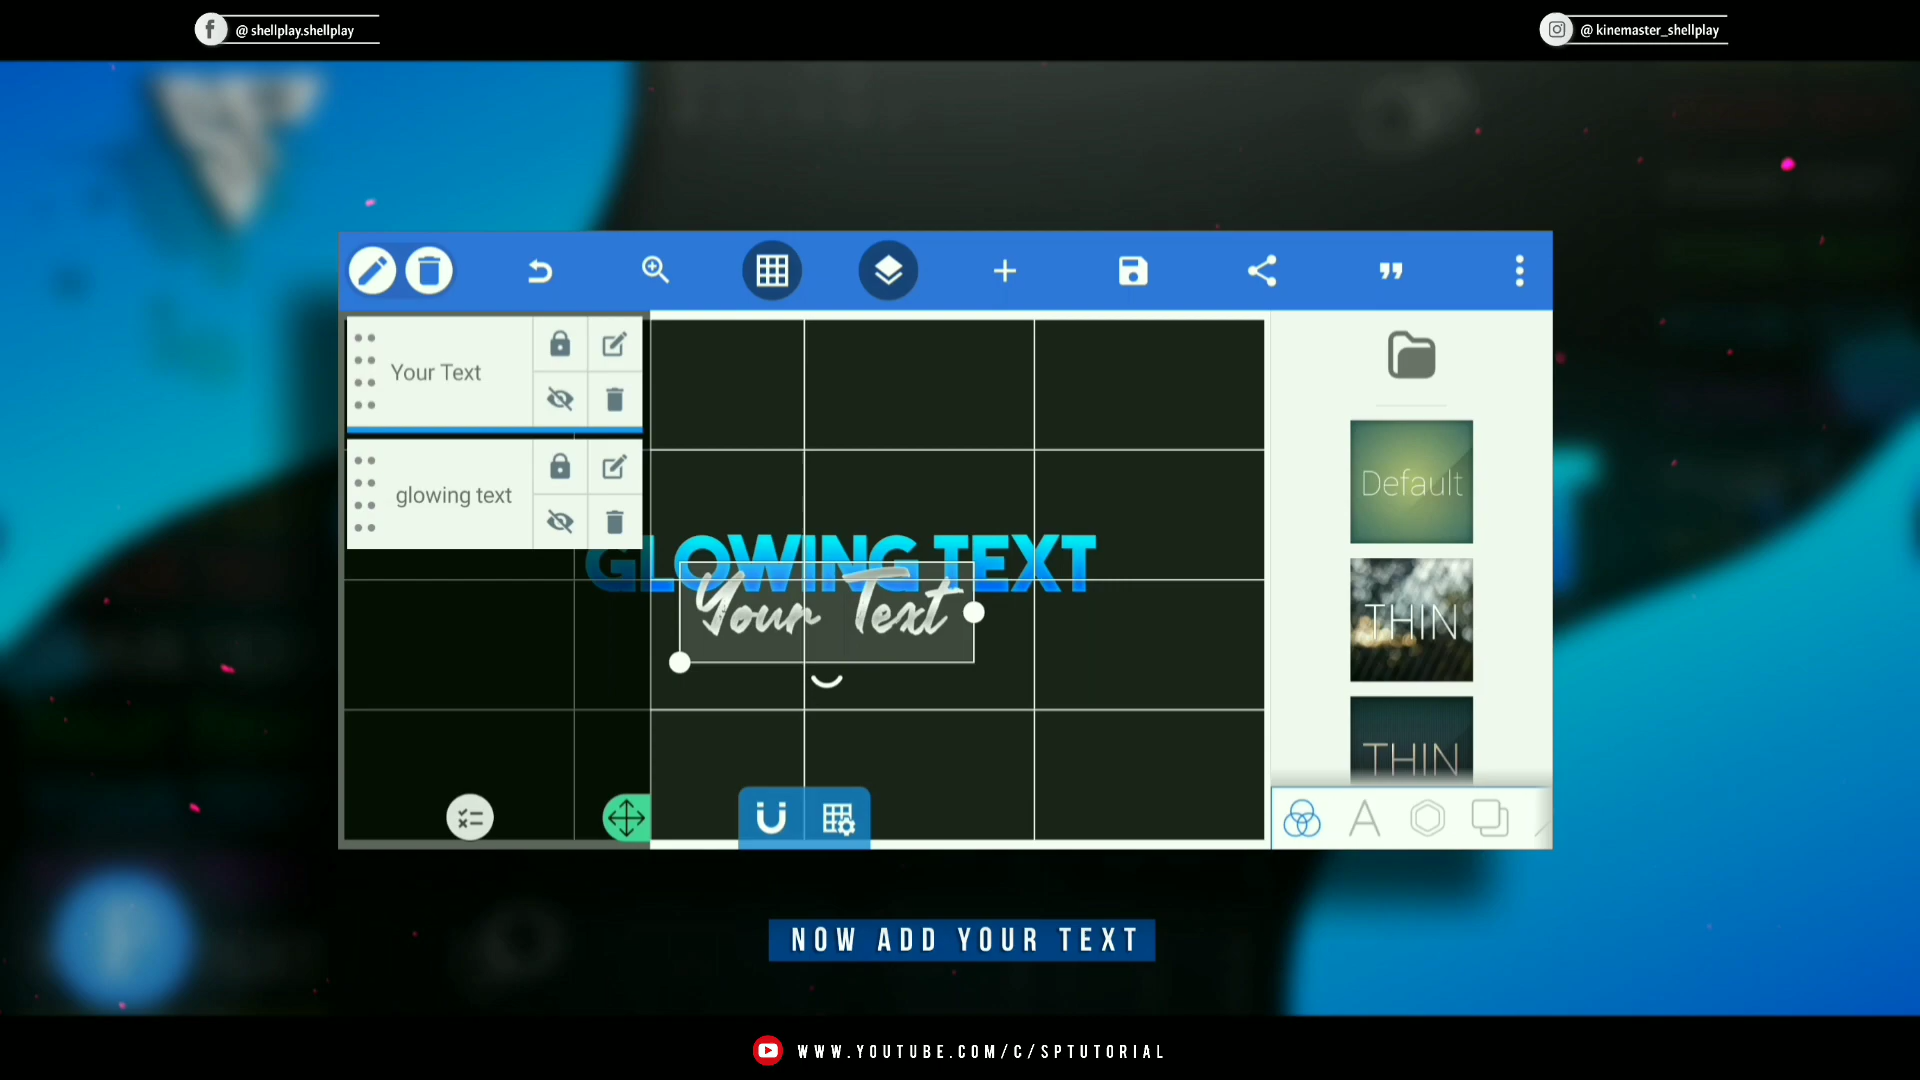 @ shellplay.shellplay
@ kinemaster_shellplay
Your Text
glowing text
GLOWING TEXT
Your Text
Default
THIN
THIN
NOW ADD YOUR TEXT
WWW.YOUTUBE.COM/C/SPTUTORIAL